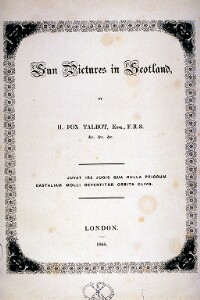 Sun Pictures in Scotland,
BY
H. FOX TALBOT, Esq., F.R.S.
&c. &c. &c.
JUVAT IRE JUGIS QUA NULLA PRIORUM
CASTALIAM MOLLI DEVERTITUR ORBITA CLIVO.
LONDON.
1845.